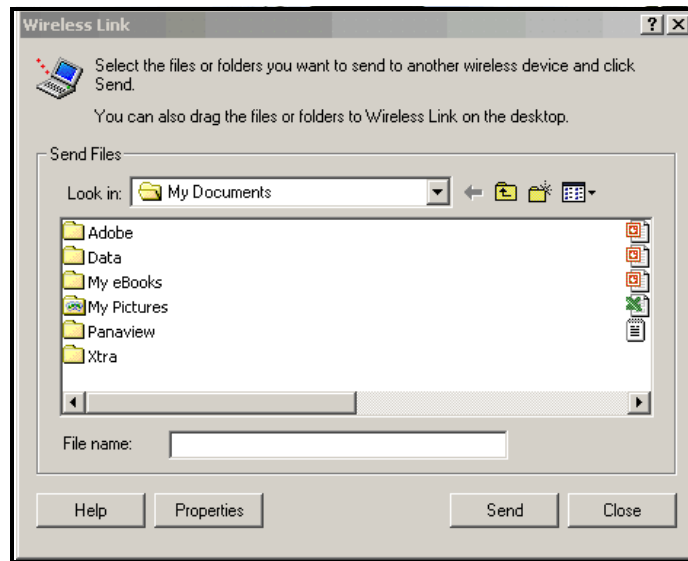 Wireless Link
Select the files or folders you want to send to another wireless device and click
Send.
You can also drag the files or folders to Wireless Link on the desktop.
Send Files
Look in: My Documents
Adobe
Data
My eBooks
My Pictures
Panaview
Xtra
File name:
Help Properties Send Close